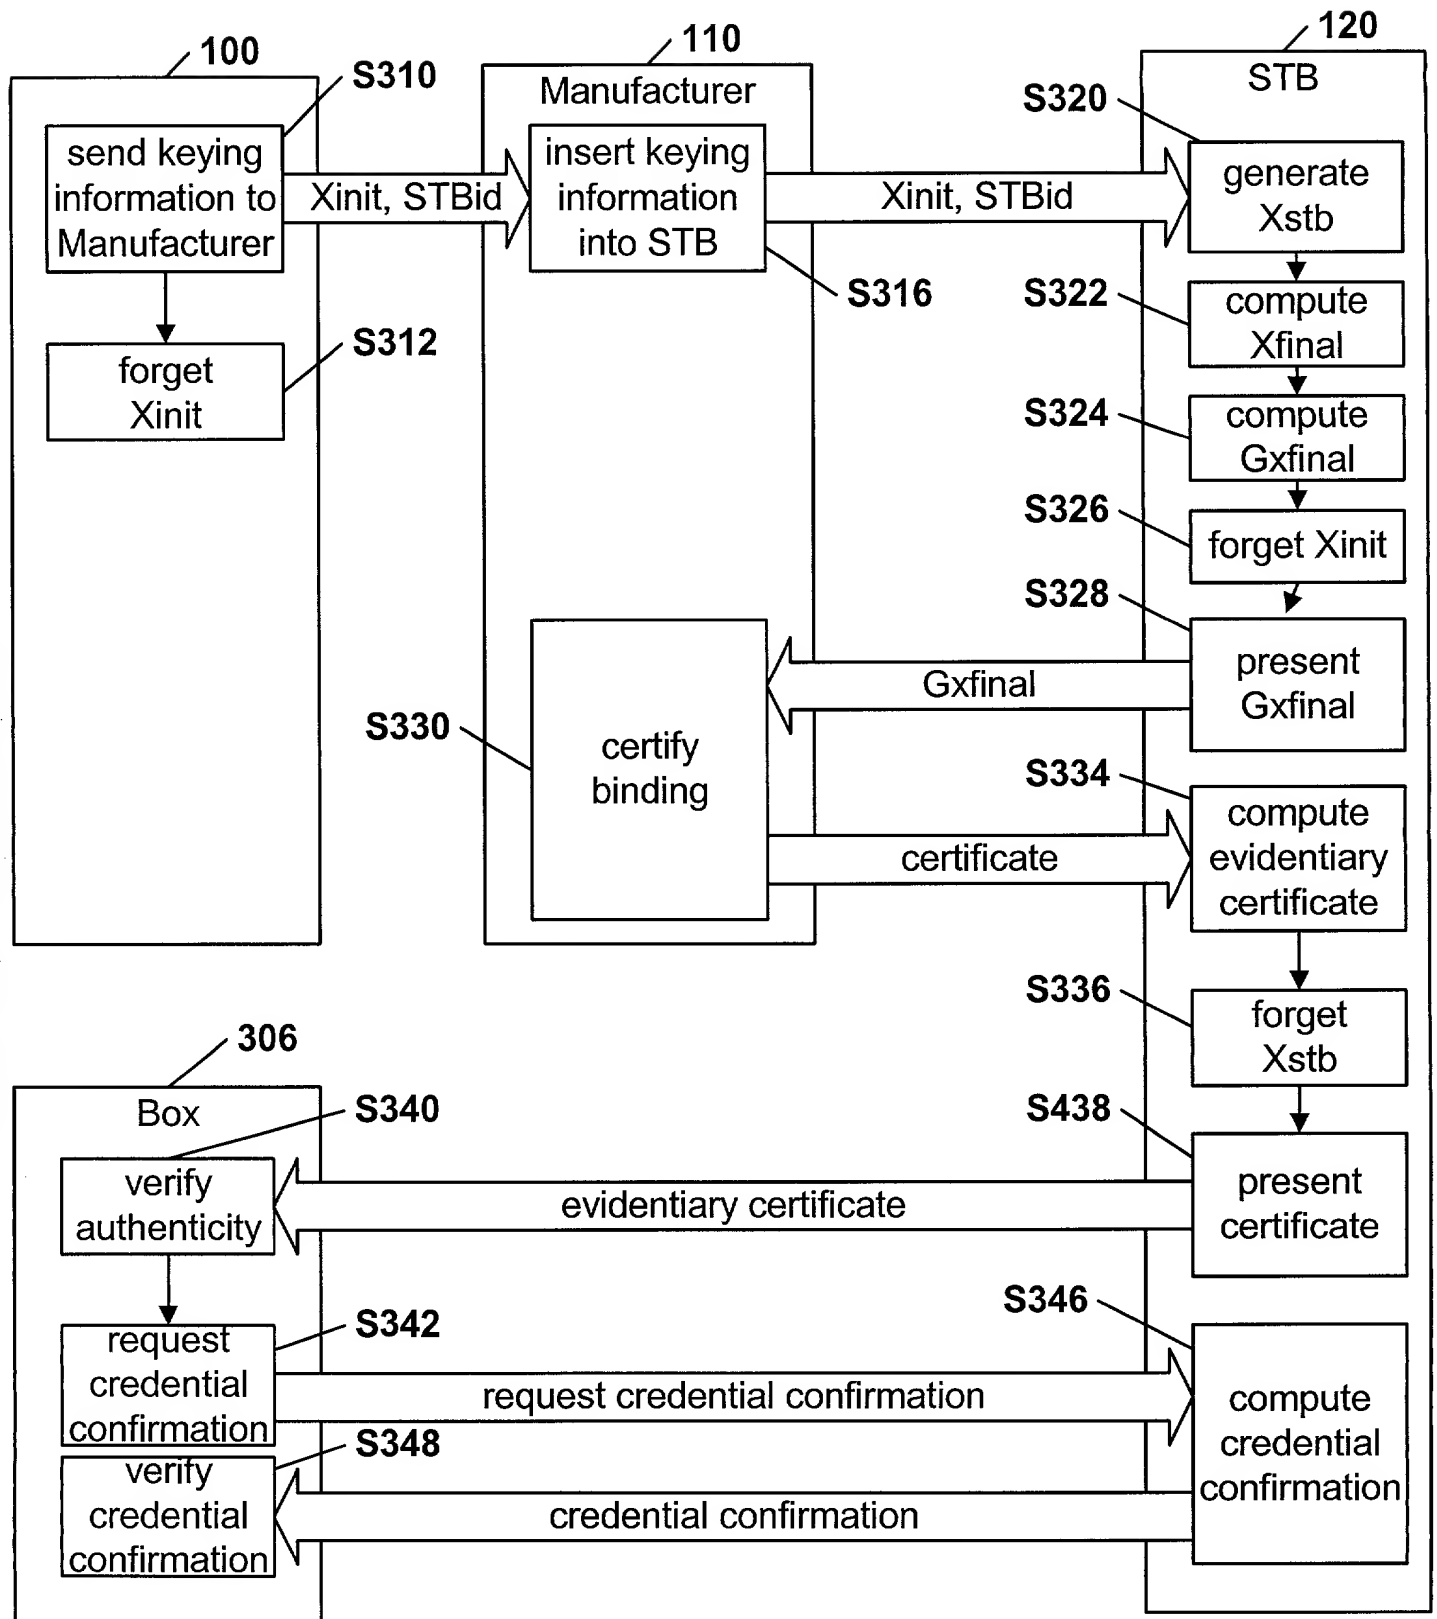 100
110
120
S310
Manufacturer
STB
S320
send keying
information to
Manufacturer
Xinit, STBid
insert keying
information
into STB
Xinit, STBid
generate
Xstb
S316
S322
compute
Xfinal
S312
forget
Xinit
S324
compute
Gxfinal
S326
forget Xinit
S328
present
Gxfinal
Gxfinal
S330
certify
binding
S334
compute
evidentiary
certificate
certificate
S336
forget
Xstb
306
Box
S340
S438
verify
authenticity
evidentiary certificate
present
certificate
S346
S342
request
credential
confirmation
request credential confirmation
compute
credential
confirmation
S348
verify
credential
confirmation
credential confirmation